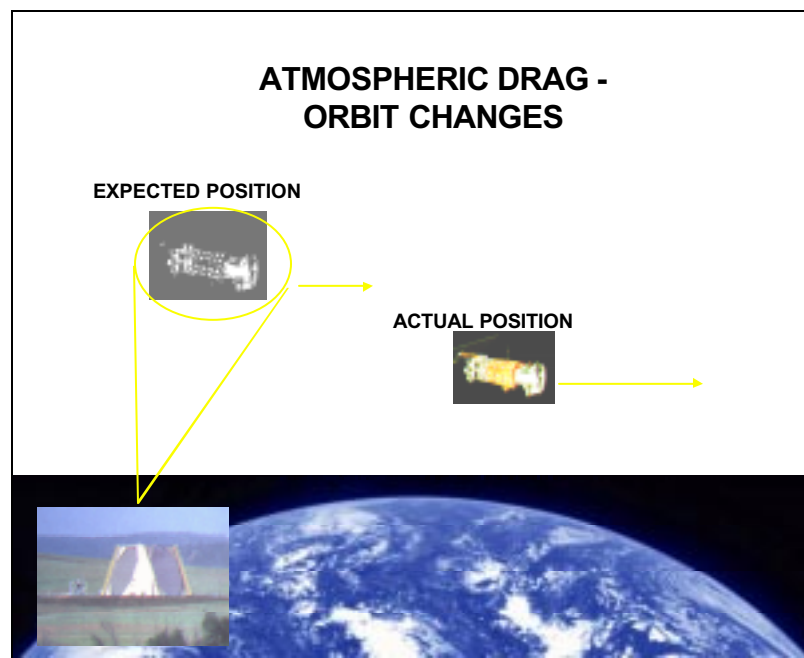 ATMOSPHERIC DRAG -
ORBIT CHANGES
EXPECTED POSITION
ACTUAL POSITION